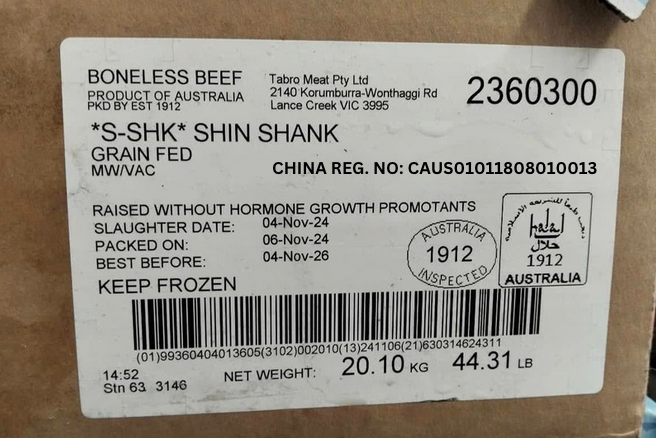 BONELESS BEEF
PRODUCT OF AUSTRALIA
PKD BY EST 1912
Tabro Meat Pty Ltd
2140 Korumburra-Wonthaggi Rd
Lance Creek VIC 3995
2360300
*S-SHK* SHIN SHANK
GRAIN FED
MW/VAC
CHINA REG. NO: CAUS01011808010013
RAISED WITHOUT HORMONE GROWTH PROMOTANTS
SLAUGHTER DATE: 04-Nov-24
PACKED ON: 06-Nov-24
BEST BEFORE: 04-Nov-26
KEEP FROZEN
AUSTRALIA
1912
INSPECTED
halal
حلال
1912
AUSTRALIA
(01)99360404013605(3102)002010(13)241106(21)630314624311
14:52
Stn 63 3146
NET WEIGHT: 20.10 KG 44.31 LB